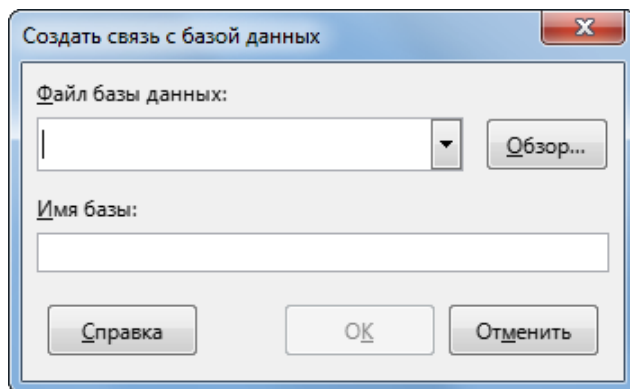 Создать связь с базой данных
Файл базы данных:
Обзор...
Имя базы:
Справка ОК Отменить